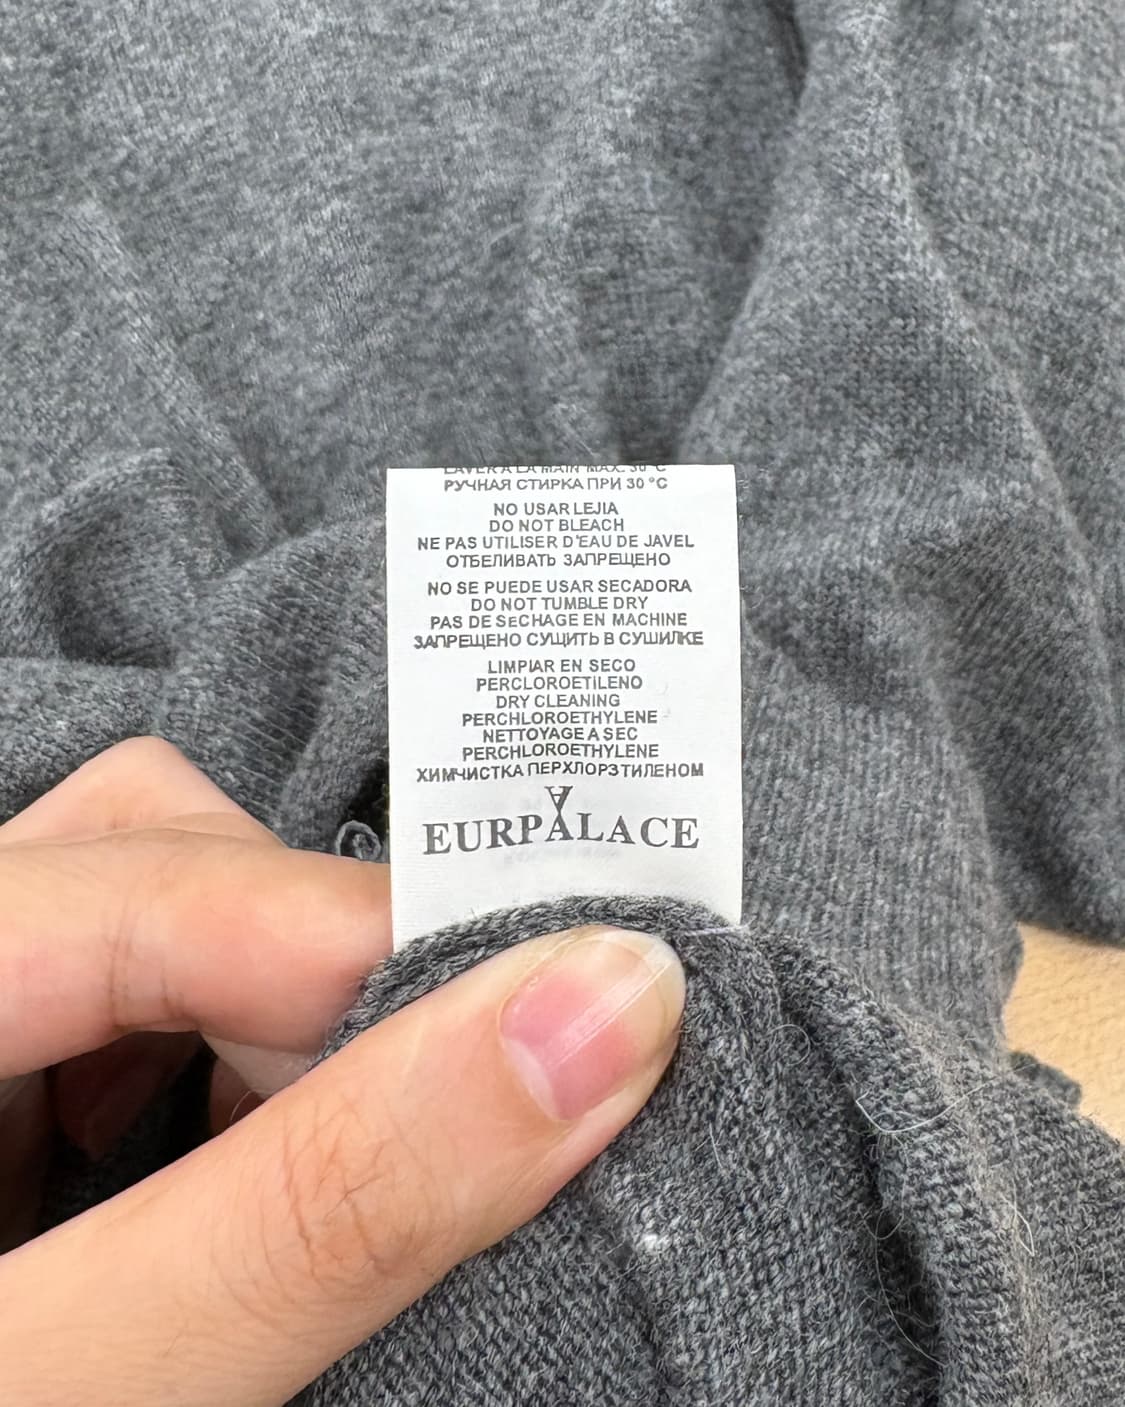 LAVER A LA MAIN MAX. 30 °C
РУЧНАЯ СТИРКА ПРИ 30 °C
NO USAR LEJIA
DO NOT BLEACH
NE PAS UTILISER D'EAU DE JAVEL
ОТБЕЛИВАТЬ ЗАПРЕЩЕНО
NO SE PUEDE USAR SECADORA
DO NOT TUMBLE DRY
PAS DE SECHAGE EN MACHINE
ЗАПРЕЩЕНО СУЩИТЬ В СУШИЛКЕ
LIMPIAR EN SECO
PERCLOROETILENO
DRY CLEANING
PERCHLOROETHYLENE
NETTOYAGE A SEC
PERCHLOROETHYLENE
ХИМЧИСТКА ПЕРХЛОРЗТИЛЕНОМ
EURPALACE